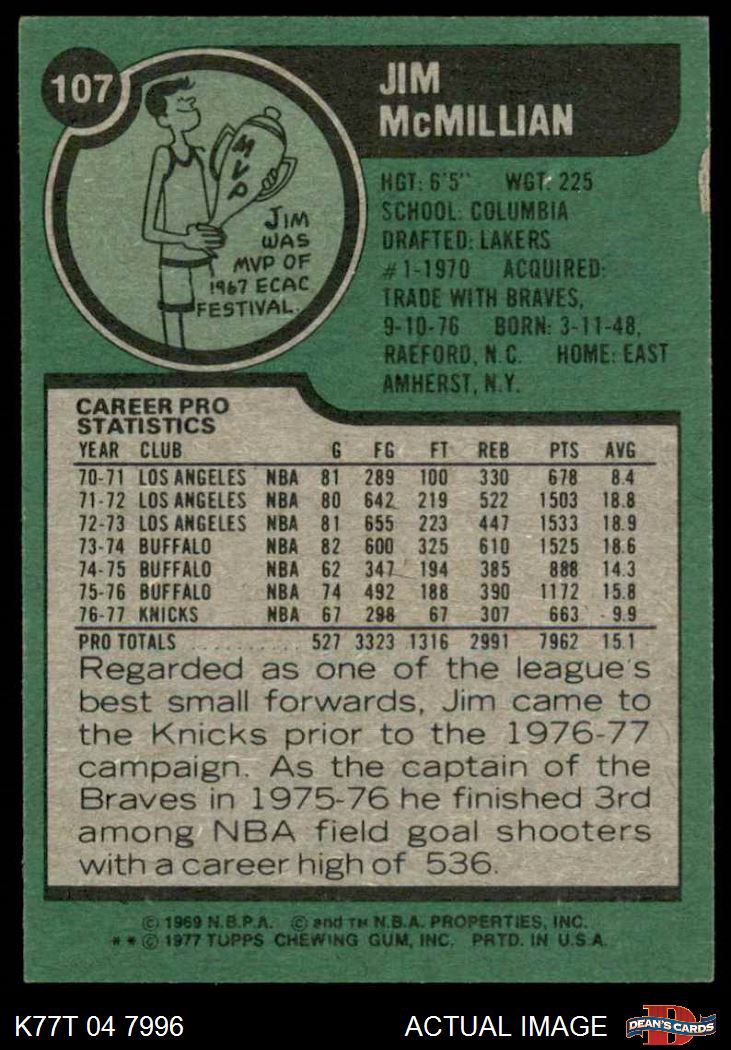 107
JIM
McMILLIAN
MVP
JIM
WAS
MVP OF
1967 ECAC
FESTIVAL.
HGT: 6'5" WGT: 225
SCHOOL: COLUMBIA
DRAFTED: LAKERS
#1-1970 ACQUIRED:
TRADE WITH BRAVES,
9-10-76 BORN: 3-11-48,
RAEFORD, N.C. HOME: EAST
AMHERST, N.Y.
CAREER PRO
STATISTICS
YEAR CLUB G FG FT REB PTS AVG
70-71 LOS ANGELES NBA 81 289 100 330 678 8.4
71-72 LOS ANGELES NBA 80 642 219 522 1503 18.8
72-73 LOS ANGELES NBA 81 655 223 447 1533 18.9
73-74 BUFFALO NBA 82 600 325 610 1525 18.6
74-75 BUFFALO NBA 62 347 194 385 888 14.3
75-76 BUFFALO NBA 74 492 188 390 1172 15.8
76-77 KNICKS NBA 67 298 67 307 663 9.9
PRO TOTALS .......... 527 3323 1316 2991 7962 15.1
Regarded as one of the league's
best small forwards, Jim came to
the Knicks prior to the 1976-77
campaign. As the captain of the
Braves in 1975-76 he finished 3rd
among NBA field goal shooters
with a career high of 536.
© 1969 N.B.P.A. © and TM N.B.A. PROPERTIES, INC.
* * © 1977 TOPPS CHEWING GUM, INC. PRTD. IN U.S.A.
K77T 04 7996 ACTUAL IMAGE
D
DEAN'S CARDS